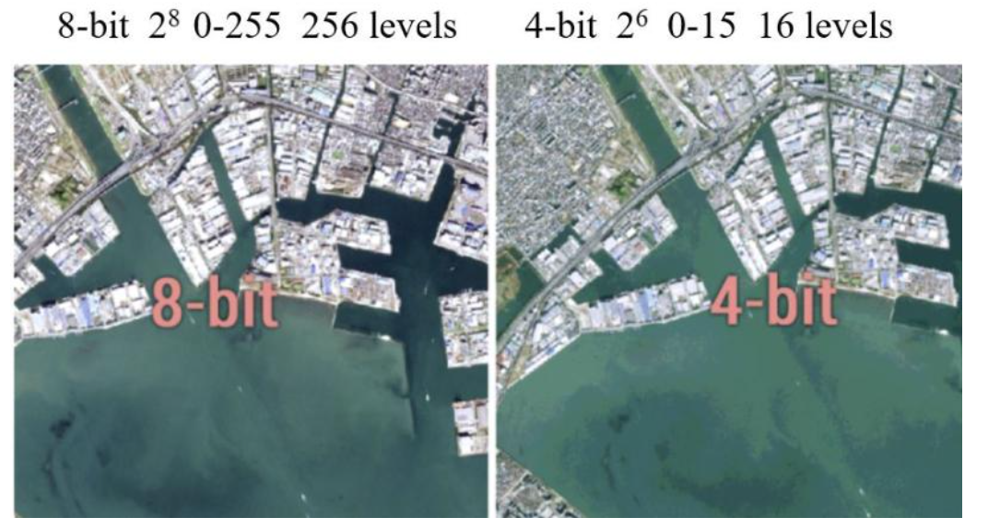 8-bit 2⁸ 0-255 256 levels
4-bit 2⁶ 0-15 16 levels
8-bit
4-bit